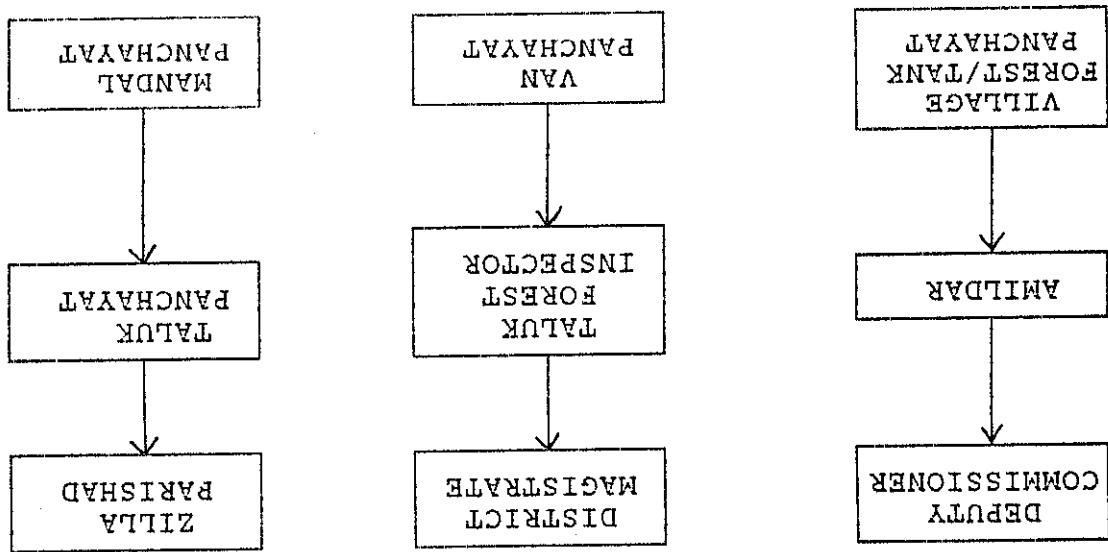 DEPUTY
COMMISSIONER
AMILDAR
VILLAGE
FOREST/TANK
PANCHAYAT
DISTRICT
MAGISTRATE
TALUK
FOREST
INSPECTOR
VAN
PANCHAYAT
ZILLA
PARISHAD
TALUK
PANCHAYAT
MANDAL
PANCHAYAT